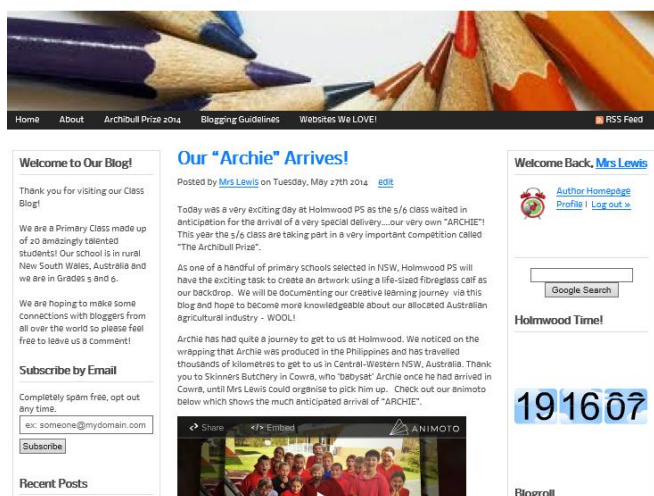 Home About Archibull Prize 2014 Blogging Guidelines Websites We LOVE! RSS Feed
Welcome to Our Blog!
Thank you for visiting our Class
Blog!
We are a Primary Class made up
of 20 amazingly talented
students! Our school is in rural
New South Wales, Australia and
we are in Grades 5 and 6.
We are hoping to make some
connections with bloggers from
all over the world so please feel
free to leave us a comment!
Subscribe by Email
Completely spam free, opt out
any time.
ex: someone@mydomain.com
Subscribe
Recent Posts
Our "Archie" Arrives!
Posted by Mrs Lewis on Tuesday, May 27th 2014 edit
Today was a very exciting day at Holmwood PS as the 5/6 class waited in
anticipation for the arrival of a very special delivery....our very own "ARCHIE"!
This year the 5/6 class are taking part in a very important competition called
"The Archibull Prize".
As one of a handful of primary schools selected in NSW, Holmwood PS will
have the exciting task to create an artwork using a life-sized fibreglass calf as
our backdrop. We will be documenting our creative learning journey via this
blog and hope to become more knowledgeable about our allocated Australian
agricultural industry - WOOL!
Archie has had quite a journey to get to us at Holmwood. We noticed on the
wrapping that Archie was produced in the Philippines and has travelled
thousands of kilometres to get to us in Central-Western NSW, Australia. Thank
you to Skinners Butchery in Cowra, who 'babysat' Archie once he had arrived in
Cowra, until Mrs Lewis could organise to pick him up. Check out our animoto
below which shows the much anticipated arrival of "ARCHIE".
Share </> Embed ANIMOTO
Welcome Back, Mrs Lewis
Author Homepage
Profile | Log out »
Google Search
Holmwood Time!
19 16 07
Blogroll